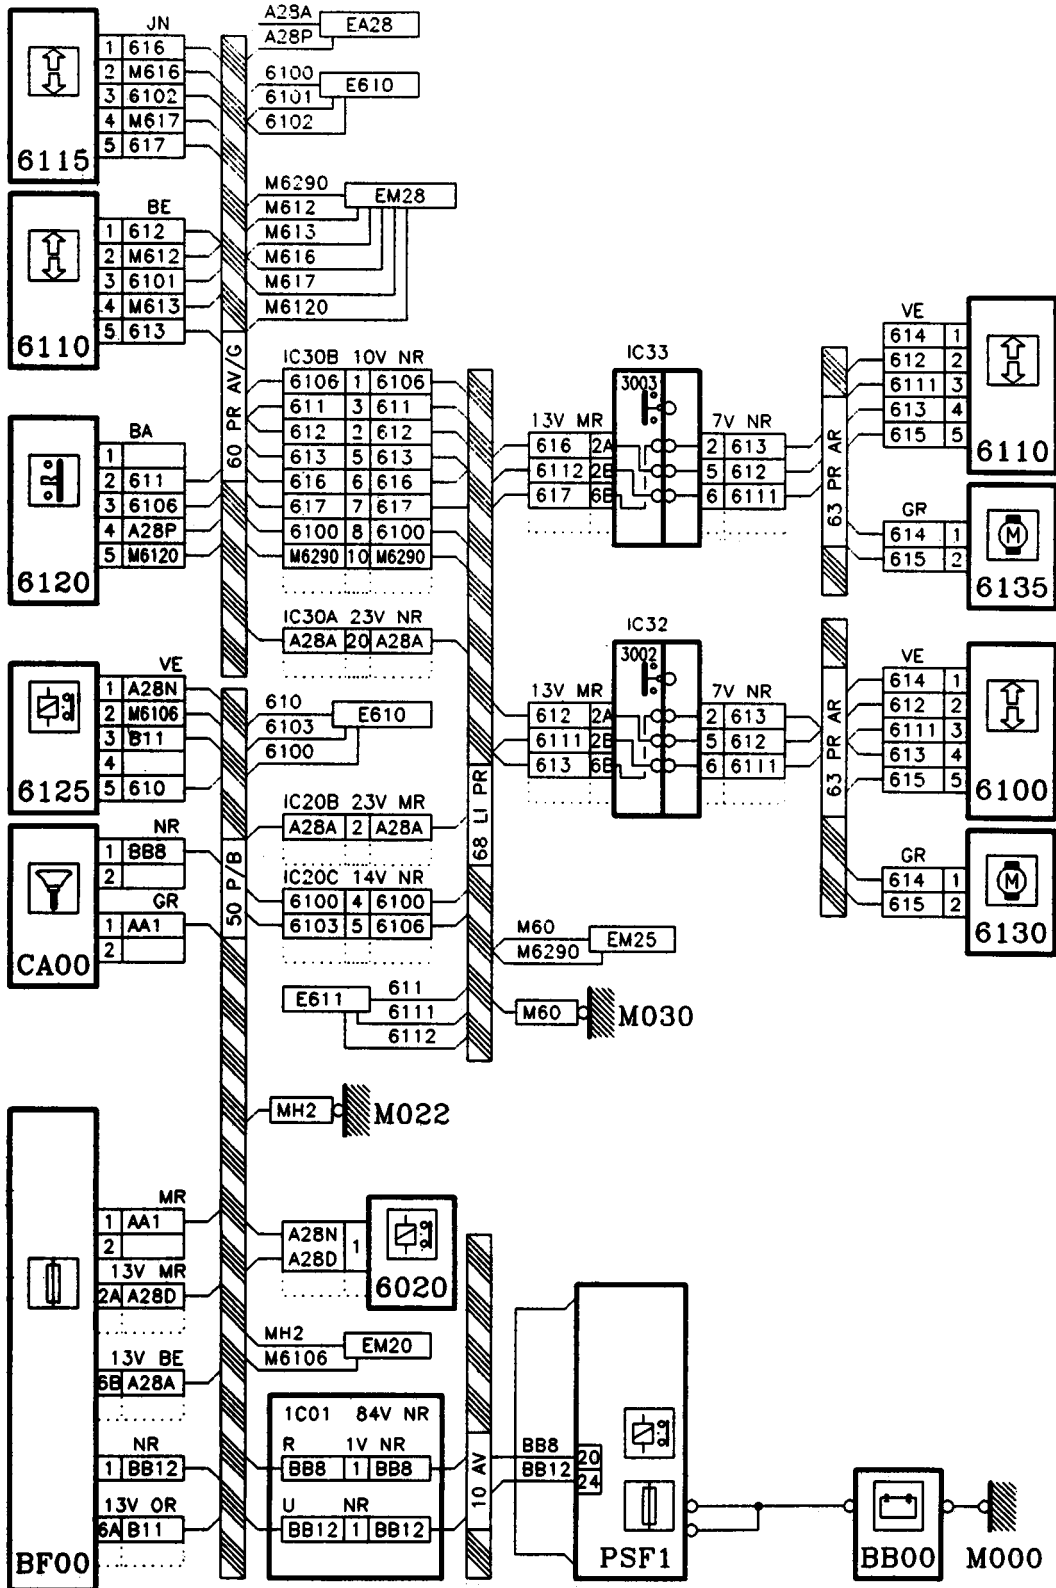 JN
1 616
2 M616
3 6102
4 M617
5 617
6115
A28A
A28P
EA28
6100
6101
6102
E610
BE
1 612
2 M612
3 6101
4 M613
5 613
6110
M6290
M612
M613
M616
M617
M6120
EM28
60 PR AV/G
IC30B 10V NR
6106 1 6106
611 3 611
612 2 612
613 5 613
616 6 616
617 7 617
6100 8 6100
M6290 10 M6290
BA
1
2 611
3 6106
4 A28P
5 M6120
6120
IC30A 23V NR
A28A 20 A28A
IC33
3003
13V MR
616 2A
6112 2B
617 6B
7V NR
2 613
5 612
6 6111
63 PR AR
VE
614 1
612 2
6111 3
613 4
615 5
6110
GR
614 1
615 2
6135
VE
1 A28N
2 M6106
3 B11
4
5 610
6125
610
6103
6100
E610
IC32
3002
13V MR
612 2A
6111 2B
613 6B
7V NR
2 613
5 612
6 6111
63 PR AR
VE
614 1
612 2
6111 3
613 4
615 5
6100
GR
614 1
615 2
6130
NR
1 BB8
2
GR
1 AA1
2
CA00
50 P/B
IC20B 23V MR
A28A 2 A28A
IC20C 14V NR
6100 4 6100
6103 5 6106
68 LI PR
M60
M6290
EM25
E611
611
6111
6112
M60
M030
MH2
M022
MR
1 AA1
2
13V MR
2A A28D
13V BE
6B A28A
NR
1 BB12
13V OR
6A B11
BF00
A28N
A28D
1
6020
MH2
M6106
EM20
1C01 84V NR
R 1V NR
BB8 1 BB8
U NR
BB12 1 BB12
10 AV
BB8
BB12
20
24
PSF1
BB00
M000
M
M